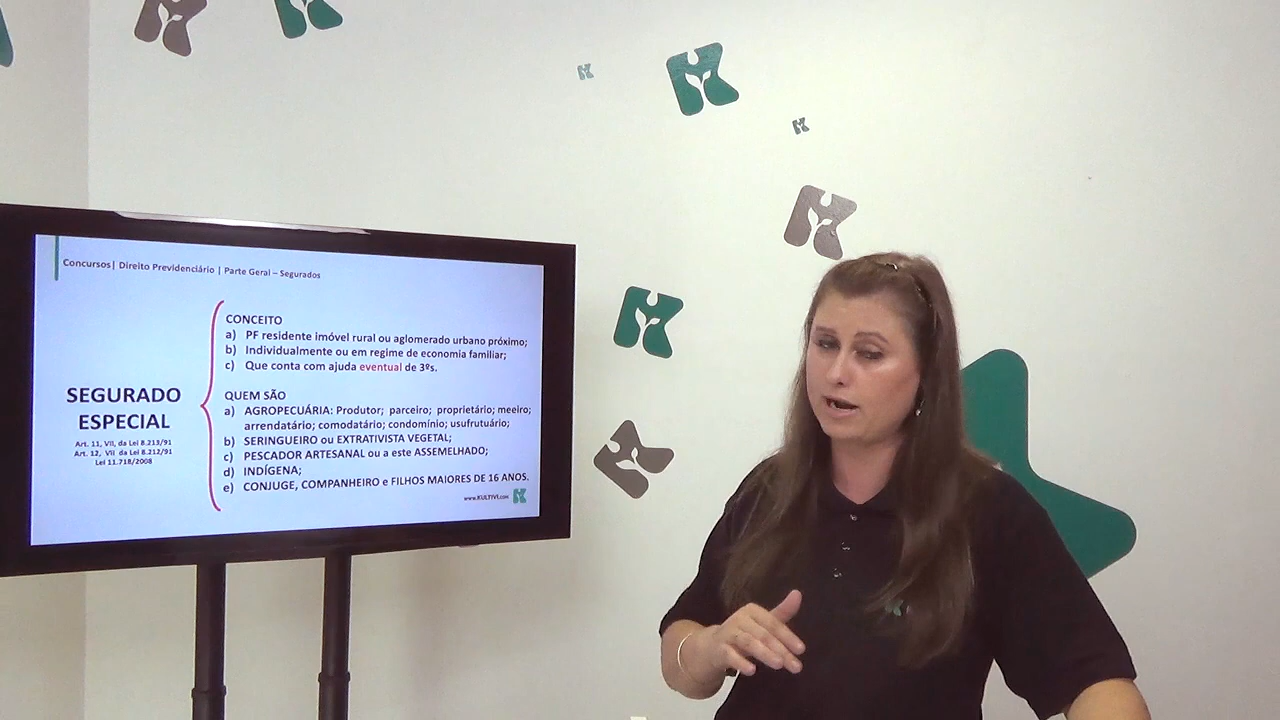 Concursos| Direito Previdenciário | Parte Geral – Segurados
SEGURADO
ESPECIAL
Art. 11, VII, da Lei 8.213/91
Art. 12, VII da Lei 8.212/91
Lei 11.718/2008
CONCEITO
a) PF residente imóvel rural ou aglomerado urbano próximo;
b) Individualmente ou em regime de economia familiar;
c) Que conta com ajuda eventual de 3ºs.
QUEM SÃO
a) AGROPECUÁRIA: Produtor; parceiro; proprietário; meeiro;
arrendatário; comodatário; condomínio; usufrutuário;
b) SERINGUEIRO ou EXTRATIVISTA VEGETAL;
c) PESCADOR ARTESANAL ou a este ASSEMELHADO;
d) INDÍGENA;
e) CONJUGE, COMPANHEIRO e FILHOS MAIORES DE 16 ANOS.
www.KULTIVI.com